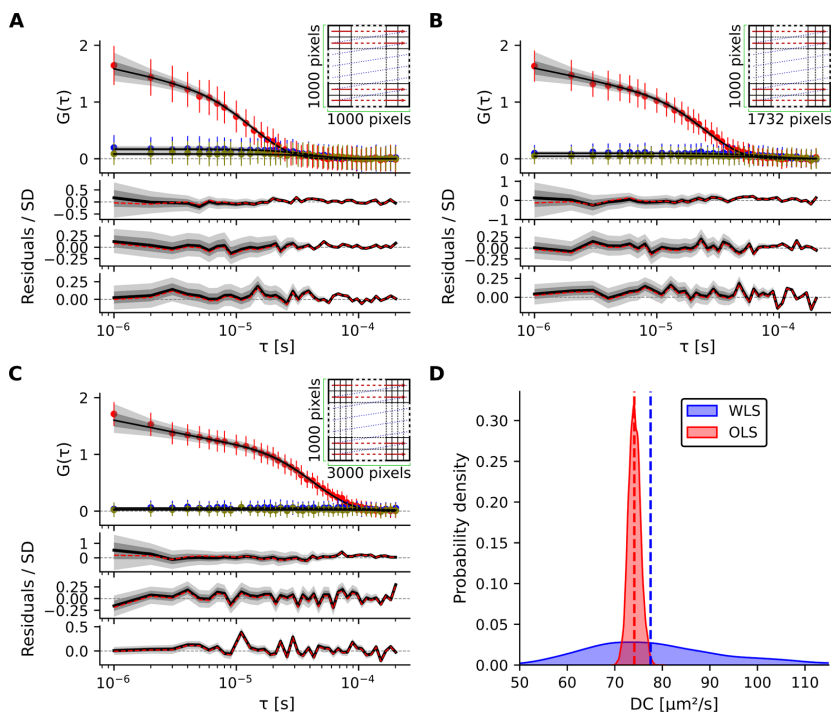 A
2
1
0
G(τ)
1000 pixels
1000 pixels
0.5
0.0
−0.5
0.25
0.00
0.25
0.00
Residuals / SD
10⁻⁶
10⁻⁵
10⁻⁴
τ [s]
B
2
1
0
G(τ)
1000 pixels
1732 pixels
1
0
−1
0.25
0.00
−0.25
0.25
0.00
Residuals / SD
10⁻⁶
10⁻⁵
10⁻⁴
τ [s]
C
2
1
0
G(τ)
1000 pixels
3000 pixels
1
0
0.25
0.00
−0.25
0.5
0.0
Residuals / SD
10⁻⁶
10⁻⁵
10⁻⁴
τ [s]
D
WLS
OLS
0.30
0.25
0.20
0.15
0.10
0.05
0.00
Probability density
50
60
70
80
90
100
110
DC [μm²/s]